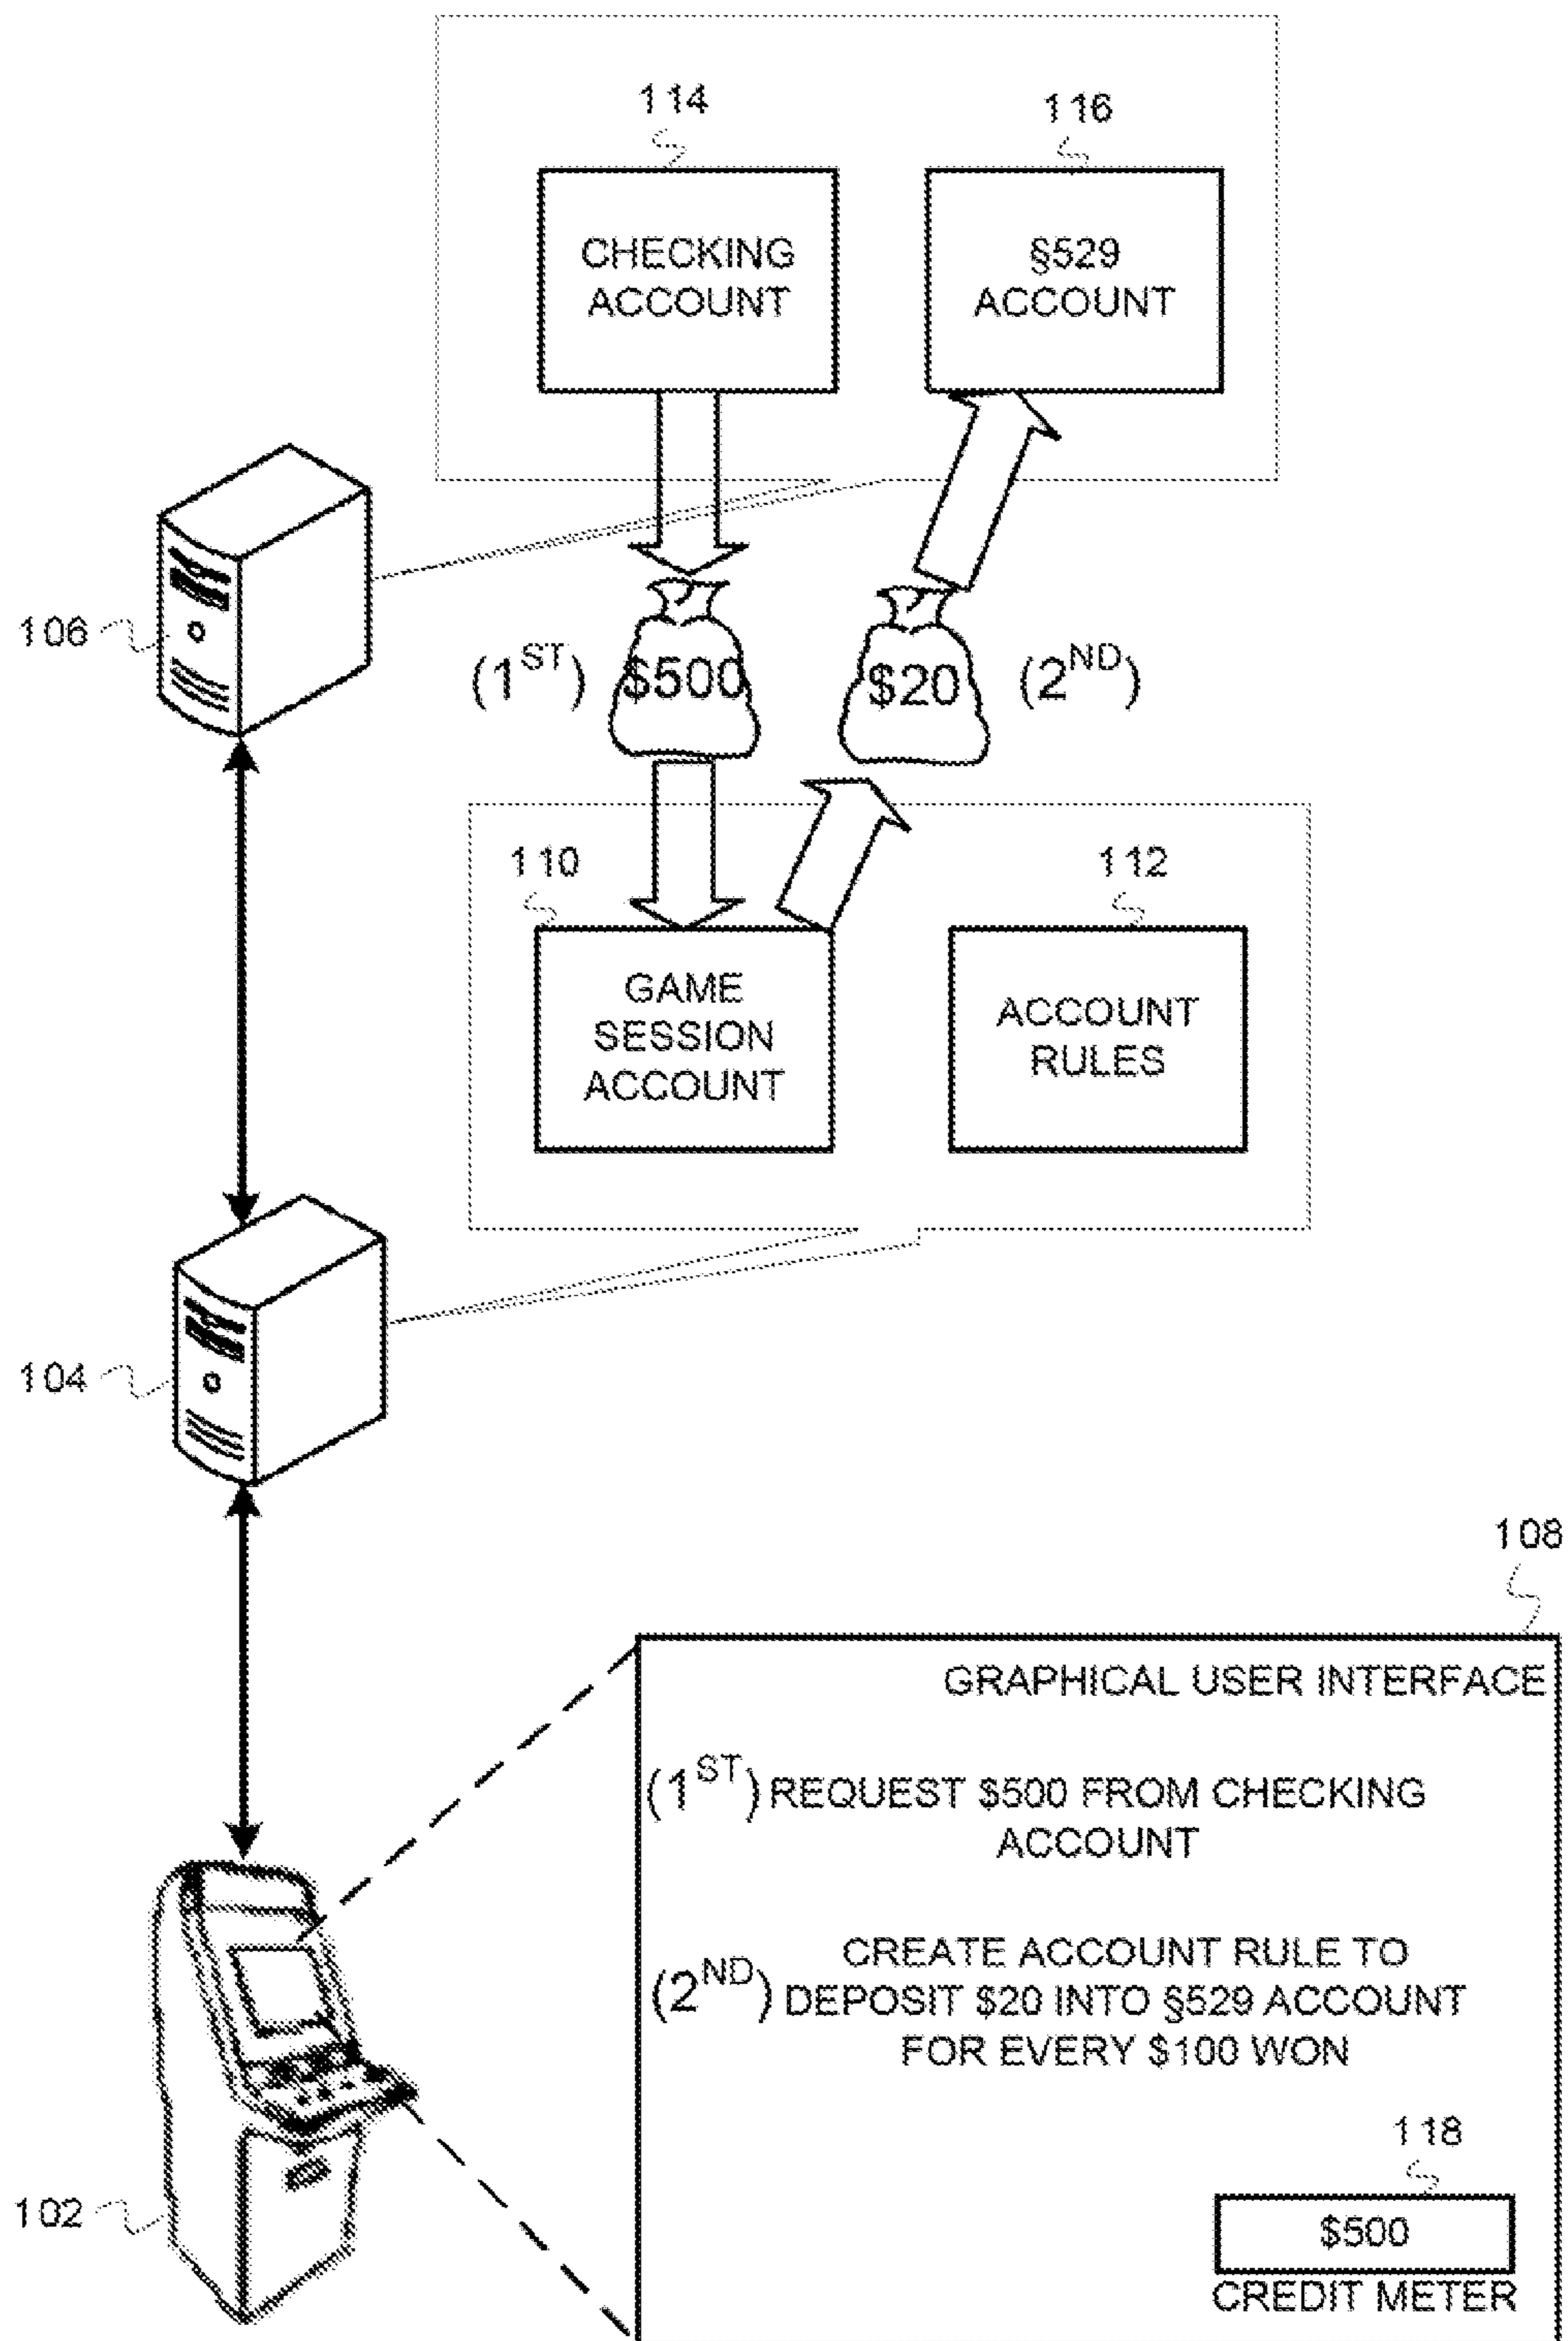 114
116
CHECKING
ACCOUNT
§529
ACCOUNT
106
(1ST)
$500
$20
(2ND)
110
112
GAME
SESSION
ACCOUNT
ACCOUNT
RULES
104
108
GRAPHICAL USER INTERFACE
(1ST) REQUEST $500 FROM CHECKING
ACCOUNT
CREATE ACCOUNT RULE TO
(2ND) DEPOSIT $20 INTO §529 ACCOUNT
FOR EVERY $100 WON
118
102
$500
CREDIT METER